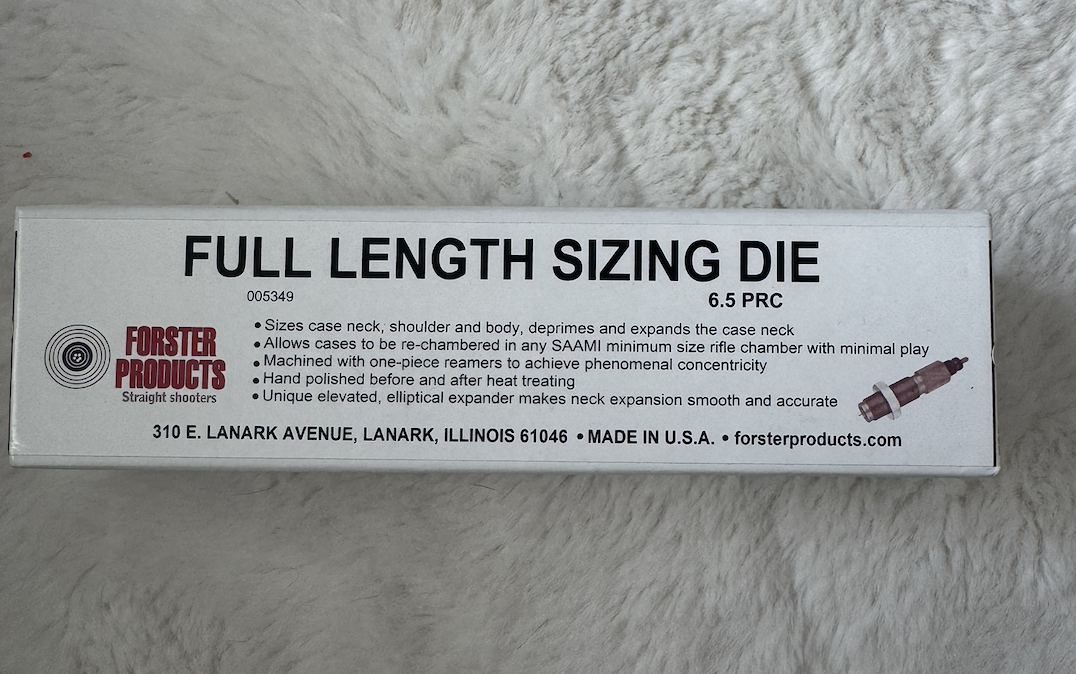 FULL LENGTH SIZING DIE
005349
6.5 PRC
FORSTER
PRODUCTS
Straight shooters
• Sizes case neck, shoulder and body, deprimes and expands the case neck
• Allows cases to be re-chambered in any SAAMI minimum size rifle chamber with minimal play
• Machined with one-piece reamers to achieve phenomenal concentricity
• Hand polished before and after heat treating
• Unique elevated, elliptical expander makes neck expansion smooth and accurate
310 E. LANARK AVENUE, LANARK, ILLINOIS 61046 • MADE IN U.S.A. • forsterproducts.com